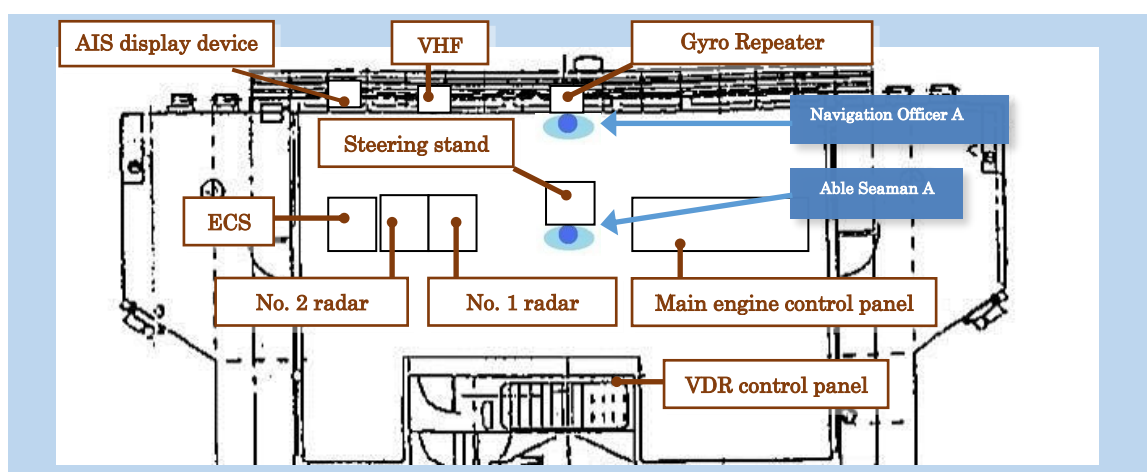 AIS display device
VHF
Gyro Repeater
Navigation Officer A
Steering stand
Able Seaman A
ECS
No. 2 radar
No. 1 radar
Main engine control panel
VDR control panel